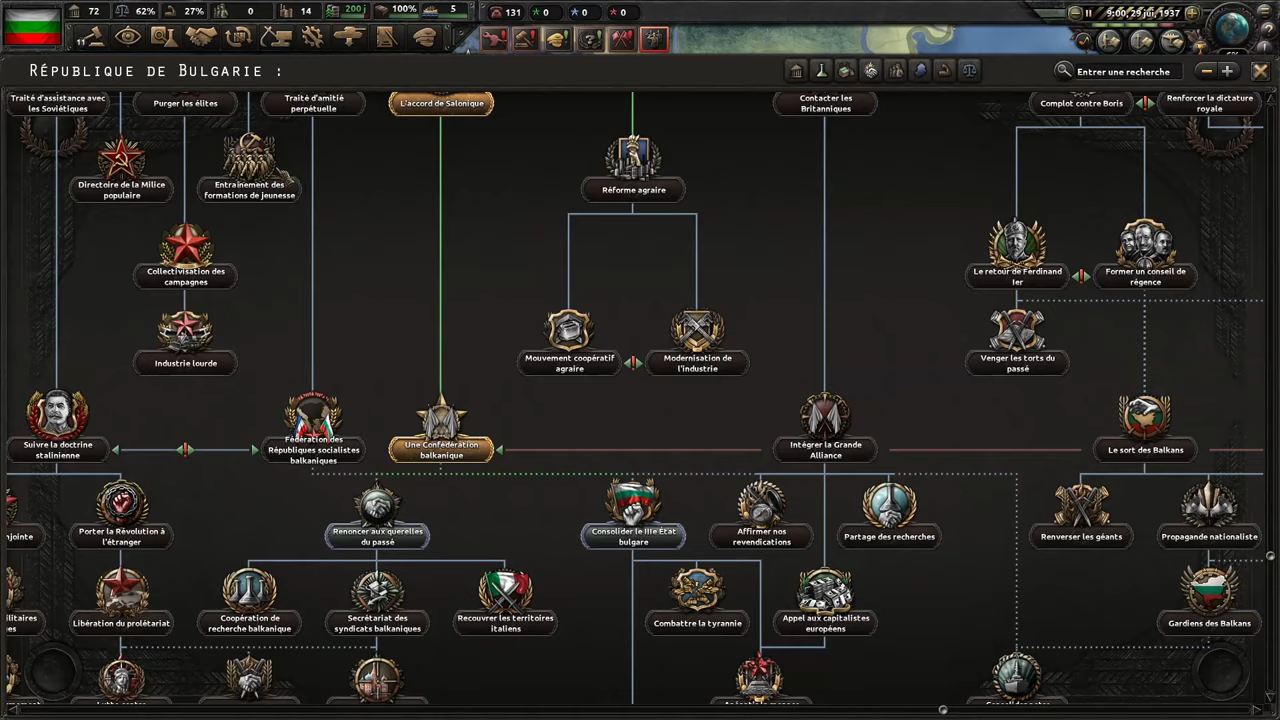 72 62% 27% 0 14 200 j 100% 5 131 0 0 0 9:00, 29 jui, 1937
11
République de Bulgarie :
Entrer une recherche
Traité d'assistance avec
les Soviétiques
Purger les élites
Traité d'amitié
perpétuelle
L'accord de Salonique
Contacter les
Britanniques
Complot contre Boris
Renforcer la dictature
royale
Directoire de la Milice
populaire
Entraînement des
formations de jeunesse
Réforme agraire
Collectivisation des
campagnes
Le retour de Ferdinand
Ier
Former un conseil de
régence
Industrie lourde
Mouvement coopératif
agraire
Modernisation de
l'industrie
Venger les torts du
passé
Suivre la doctrine
stalinienne
Fédération des
Républiques socialistes
balkaniques
Une Confédération
balkanique
Intégrer la Grande
Alliance
Le sort des Balkans
Porter la Révolution à
l'étranger
Renoncer aux querelles
du passé
Consolider le IIIe État
bulgare
Affirmer nos
revendications
Partage des recherches
Renverser les géants
Propagande nationaliste
Libération du prolétariat
Coopération de
recherche balkanique
Secrétariat des
syndicats balkaniques
Recouvrer les territoires
italiens
Combattre la tyrannie
Appel aux capitalistes
européens
Gardiens des Balkans